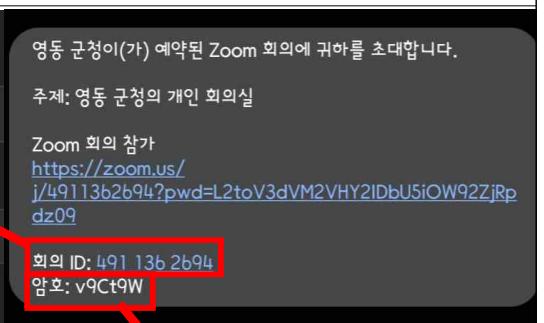 영동 군청이(가) 예약된 Zoom 회의에 귀하를 초대합니다.
주제: 영동 군청의 개인 회의실
Zoom 회의 참가
https://zoom.us/
j/4911362694?pwd=L2toV3dVM2VHY2IDbU5iOW92ZjRp
dz09
회의 ID: 491 136 2694
암호: v9Ct9W